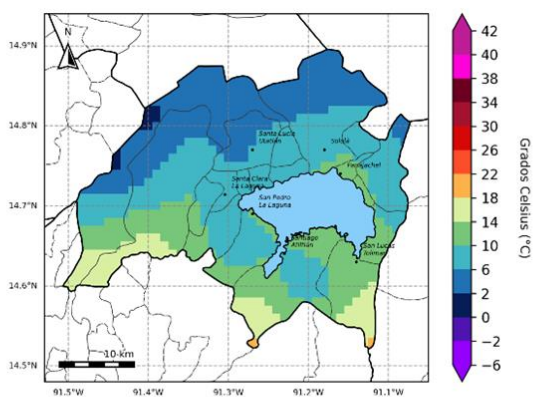 N
14.9°N
14.8°N
14.7°N
14.6°N
14.5°N
Santa Lucía
Utatlán
Sololá
Panajachel
Santa Clara
La Laguna
San Pedro
La Laguna
Santiago
Atitlán
San Lucas
Tolimán
10 km
91.5°W
91.4°W
91.3°W
91.2°W
91.1°W
42
40
38
34
30
26
22
18
14
10
6
2
0
−2
−6
Grados Celsius (°C)